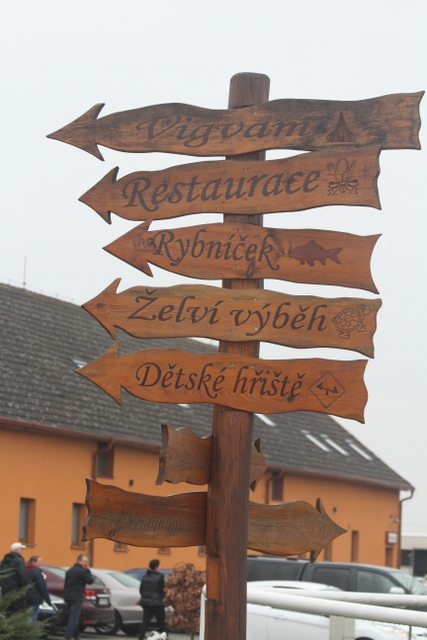 Vigvam
Restaurace
Rybníček
Želví výběh
Dětské hřiště